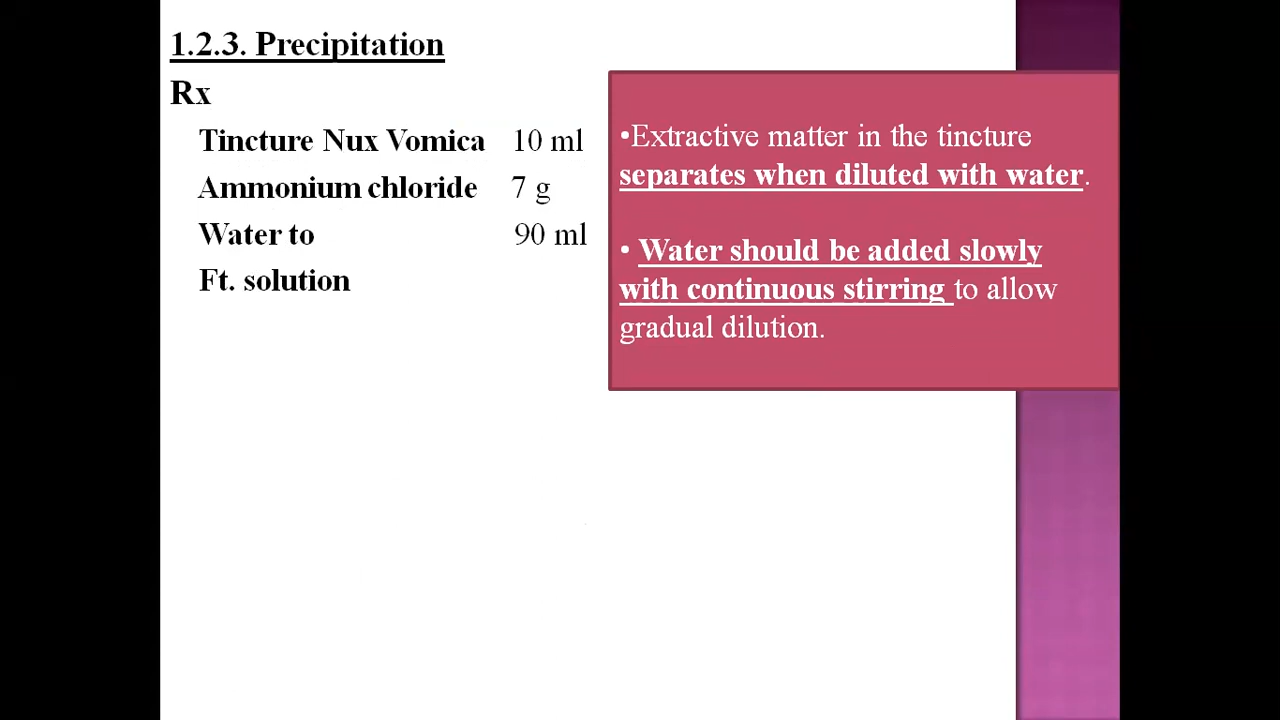 1.2.3. Precipitation
Rx
Tincture Nux Vomica 10 ml
Ammonium chloride 7 g
Water to 90 ml
Ft. solution
•Extractive matter in the tincture
separates when diluted with water.
• Water should be added slowly
with continuous stirring to allow
gradual dilution.